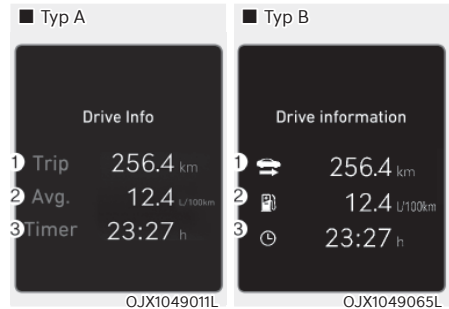 ■ Typ A
Drive Info
1 Trip 256.4 km
2 Avg. 12.4 L/100km
3 Timer 23:27 h
OJX1049011L
■ Typ B
Drive information
1 256.4 km
2 12.4 L/100km
3 23:27 h
OJX1049065L